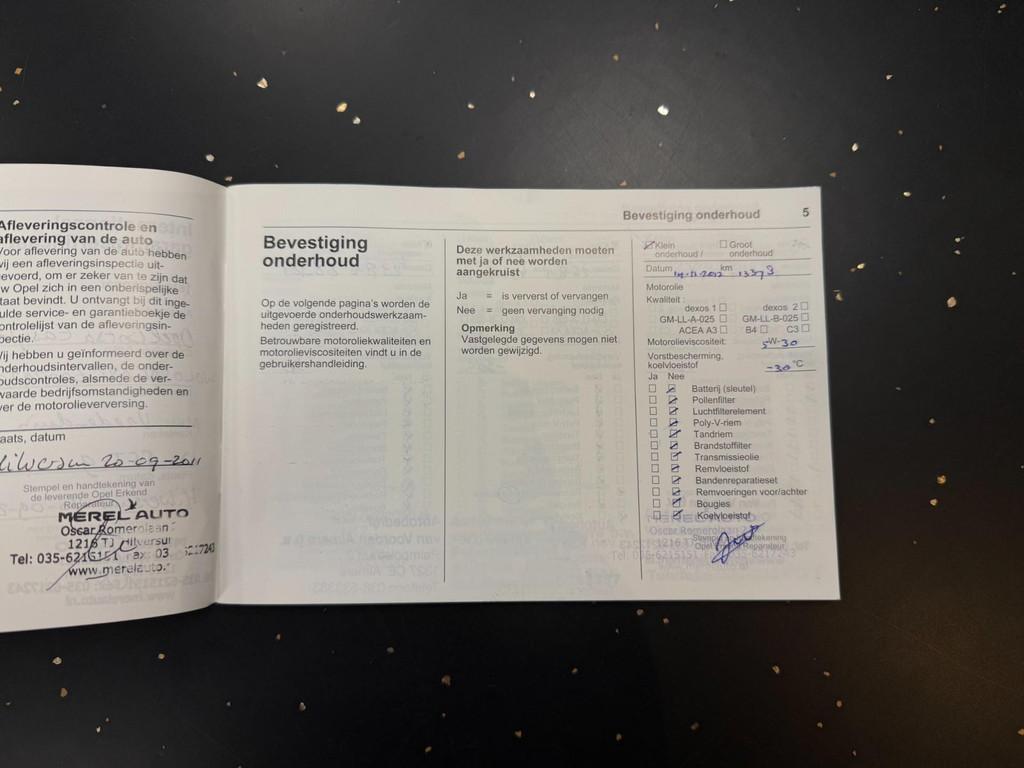 Afleveringscontrole en
aflevering van de auto
Voor aflevering van de auto hebben
wij een afleveringsinspectie uit-
gevoerd, om er zeker van te zijn dat
uw Opel zich in een onberispelijke
staat bevindt. U ontvangt bij dit inge-
vulde service- en garantieboekje de
controlelijst van de afleveringsin-
spectie.
Wij hebben u geïnformeerd over de
onderhoudsintervallen, de onder-
houdscontroles, alsmede de ver-
zwaarde bedrijfsomstandigheden en
over de motorolieverversing.
Plaats, datum
Hilversum 20-09-2011
Stempel en handtekening van
de leverende Opel Erkend
Reparateur
MEREL AUTO
Oscar Romerolaan
1216 TJ Hilversum
Tel: 035-6215151 Fax: 03 6217243
www.merelauto.
Bevestiging onderhoud 5
Bevestiging
onderhoud
Op de volgende pagina's worden de
uitgevoerde onderhoudswerkzaam-
heden geregistreerd.
Betrouwbare motoroliekwaliteiten en
motorolieviscositeiten vindt u in de
gebruikershandleiding.
Deze werkzaamheden moeten
met ja of nee worden
aangekruist
Ja = is ververst of vervangen
Nee = geen vervanging nodig
Opmerking
Vastgelegde gegevens mogen niet
worden gewijzigd.
Klein Groot
onderhoud / onderhoud
Datum km 13373
Motorolie
Kwaliteit :
dexos 1 dexos 2
GM-LL-A-025 GM-LL-B-025
ACEA A3 B4 C3
Motorolieviscositeit: 5W-30
Vorstbescherming,
koelvloeistof -30 °C
Ja Nee
Batterij (sleutel)
Pollenfilter
Luchtfilterelement
Poly-V-riem
Tandriem
Brandstoffilter
Transmissieolie
Remvloeistof
Bandenreparatieset
Remvoeringen voor/achter
Bougies
Koelvloeistof